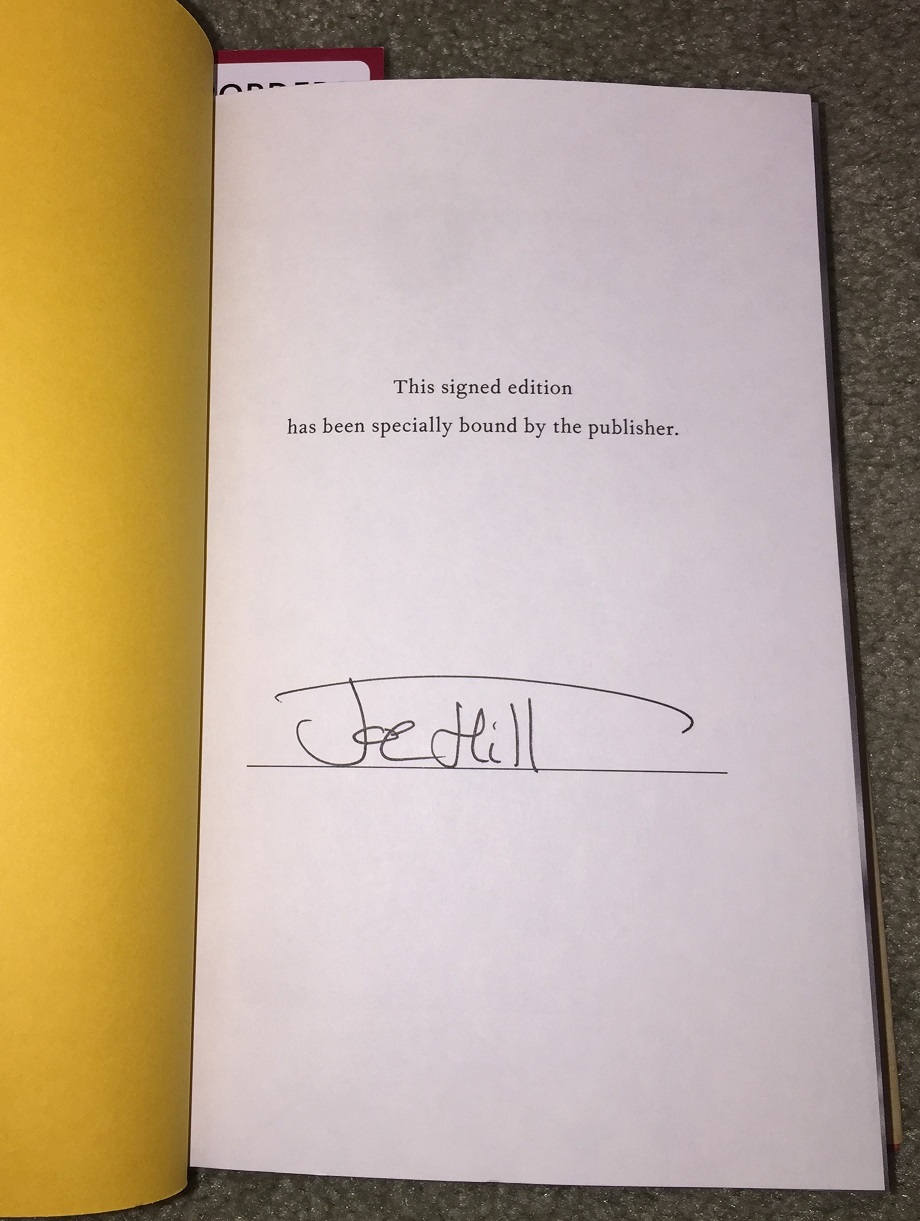 This signed edition
has been specially bound by the publisher.
Joe Hill